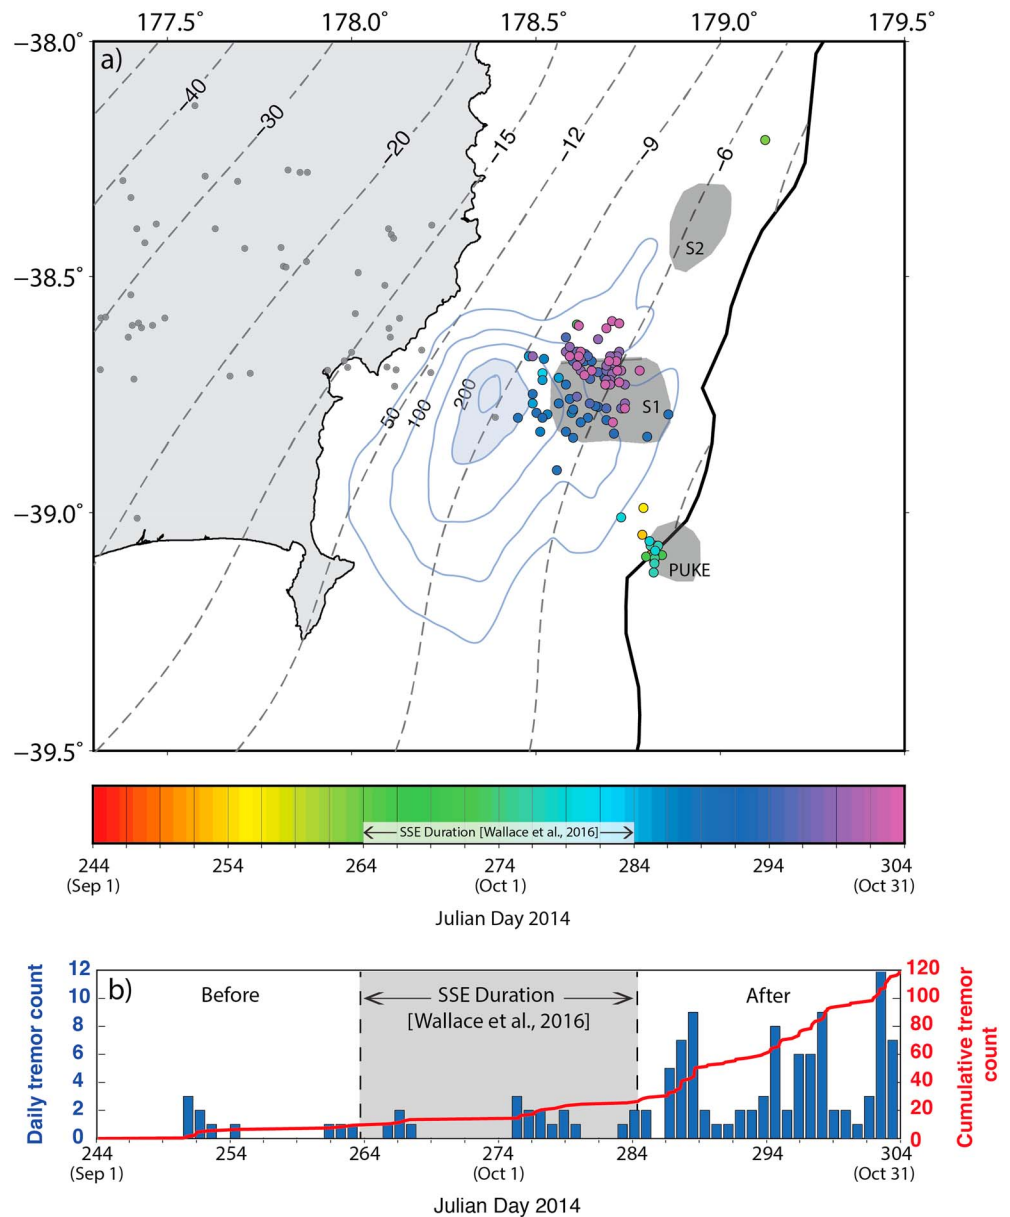 177.5° 178.0° 178.5° 179.0° 179.5°
−38.0°
a)
−40
−30
−20
−15
−12
−9
−6
S2
−38.5°
200
100
50
S1
−39.0°
PUKE
−39.5°
SSE Duration [Wallace et al., 2016]
244 254 264 274 284 294 304
(Sep 1) (Oct 1) (Oct 31)
Julian Day 2014
b)
Before
SSE Duration
[Wallace et al., 2016]
After
Daily tremor count
12
10
8
6
4
2
0
120
100
80
60
40
20
0
Cumulative tremor
count
244 254 264 274 284 294 304
(Sep 1) (Oct 1) (Oct 31)
Julian Day 2014